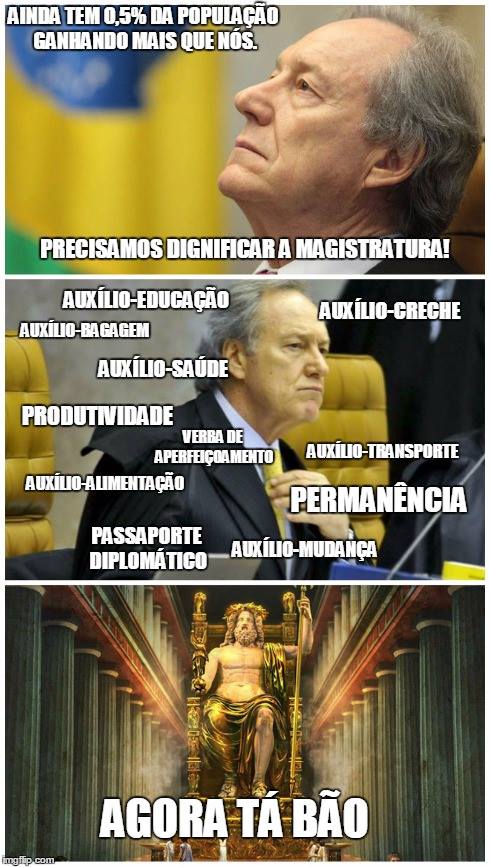 AINDA TEM 0,5% DA POPULAÇÃO
GANHANDO MAIS QUE NÓS.
PRECISAMOS DIGNIFICAR A MAGISTRATURA!
AUXÍLIO-EDUCAÇÃO
AUXÍLIO-CRECHE
AUXÍLIO-BAGAGEM
AUXÍLIO-SAÚDE
PRODUTIVIDADE
VERBA DE
APERFEIÇOAMENTO
AUXÍLIO-TRANSPORTE
AUXÍLIO-ALIMENTAÇÃO
PERMANÊNCIA
PASSAPORTE
DIPLOMÁTICO
AUXÍLIO-MUDANÇA
AGORA TÁ BÃO
imgflip.com